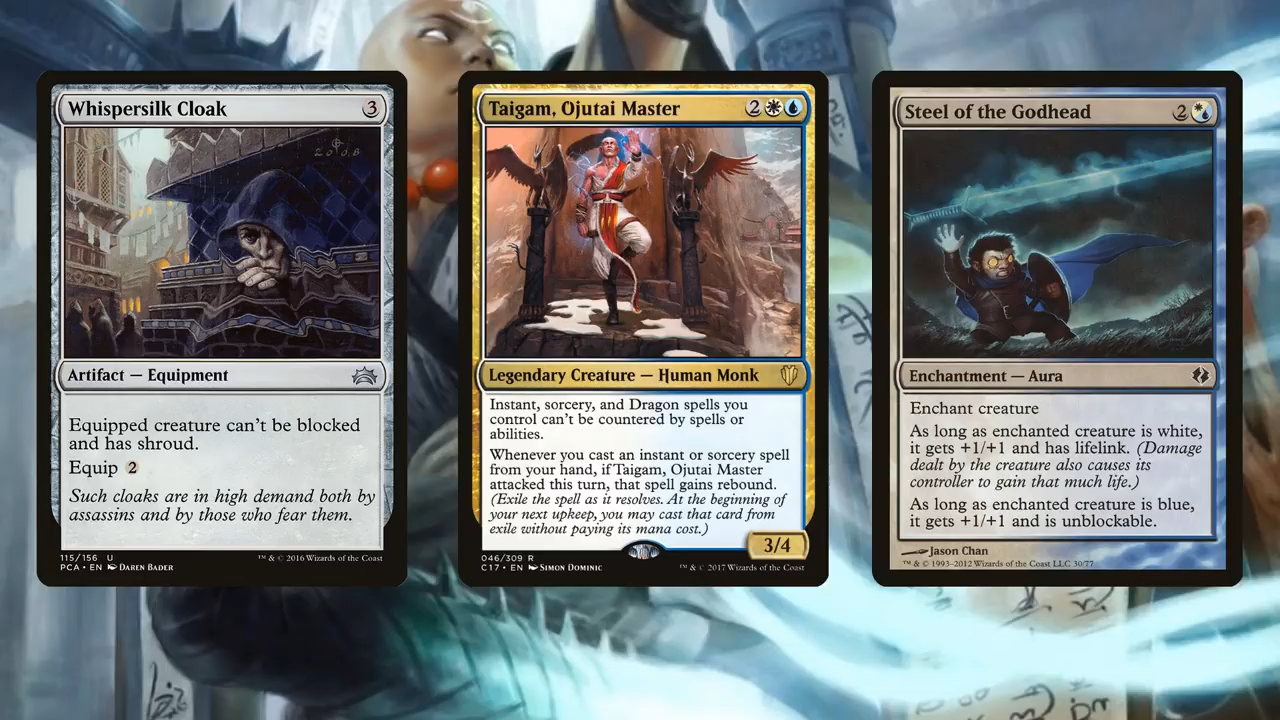 Whispersilk Cloak 3
2008
Artifact — Equipment
Equipped creature can't be blocked
and has shroud.
Equip 2
Such cloaks are in high demand both by
assassins and by those who fear them.
115/156 U
PCA • EN Daren Bader ™ & © 2016 Wizards of the Coast
Taigam, Ojutai Master 2
Legendary Creature — Human Monk
Instant, sorcery, and Dragon spells you
control can't be countered by spells or
abilities.
Whenever you cast an instant or sorcery spell
from your hand, if Taigam, Ojutai Master
attacked this turn, that spell gains rebound.
(Exile the spell as it resolves. At the beginning of
your next upkeep, you may cast that card from
exile without paying its mana cost.)
3/4
046/309 R
C17 • EN Simon Dominic ™ & © 2017 Wizards of the Coast
Steel of the Godhead 2
Enchantment — Aura
Enchant creature
As long as enchanted creature is white,
it gets +1/+1 and has lifelink. (Damage
dealt by the creature also causes its
controller to gain that much life.)
As long as enchanted creature is blue,
it gets +1/+1 and is unblockable.
Jason Chan
™ & © 1993–2012 Wizards of the Coast LLC 30/77